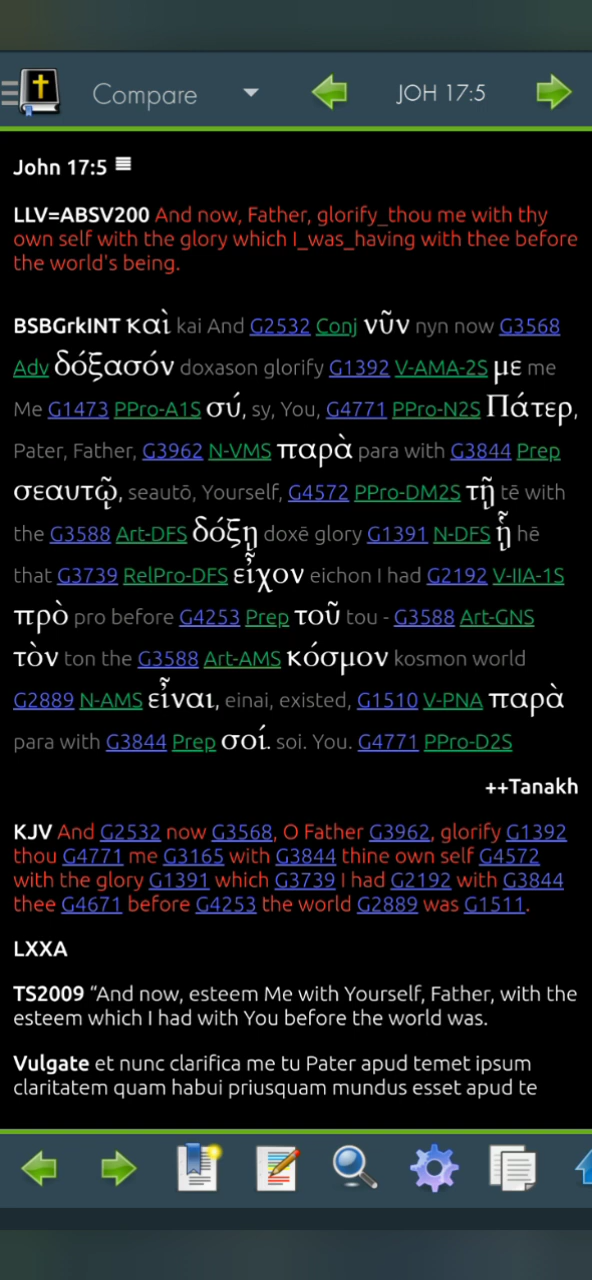 Compare
JOH 17:5
John 17:5
LLV=ABSV200 And now, Father, glorify_thou me with thy
own self with the glory which I_was_having with thee before
the world's being.
BSBGrkINT καὶ kai And G2532 Conj νῦν nyn now G3568
Adv δόξασόν doxason glorify G1392 V-AMA-2S με me
Me G1473 PPro-A1S σύ, sy, You, G4771 PPro-N2S Πάτερ,
Pater, Father, G3962 N-VMS παρὰ para with G3844 Prep
σεαυτῷ, seautō, Yourself, G4572 PPro-DM2S τῇ tē with
the G3588 Art-DFS δόξῃ doxē glory G1391 N-DFS ᾗ hē
that G3739 RelPro-DFS εἶχον eichon I had G2192 V-IIA-1S
πρὸ pro before G4253 Prep τοῦ tou - G3588 Art-GNS
τὸν ton the G3588 Art-AMS κόσμον kosmon world
G2889 N-AMS εἶναι, einai, existed, G1510 V-PNA παρὰ
para with G3844 Prep σοί. soi. You. G4771 PPro-D2S
++Tanakh
KJV And G2532 now G3568, O Father G3962, glorify G1392
thou G4771 me G3165 with G3844 thine own self G4572
with the glory G1391 which G3739 I had G2192 with G3844
thee G4671 before G4253 the world G2889 was G1511.
LXXA
TS2009 “And now, esteem Me with Yourself, Father, with the
esteem which I had with You before the world was.
Vulgate et nunc clarifica me tu Pater apud temet ipsum
claritatem quam habui priusquam mundus esset apud te